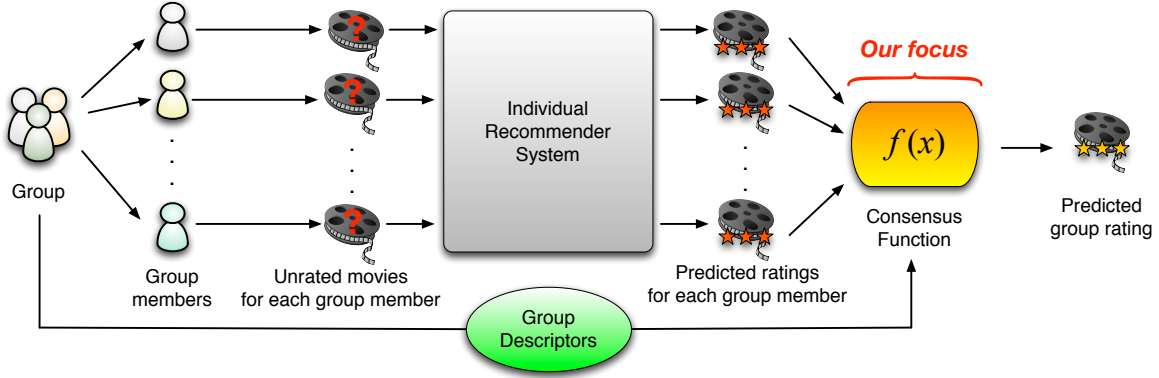 Our focus
?
?
Individual
Recommender
System
f(x)
Group
?
Consensus
Function
Predicted
group rating
Group
members
Unrated movies
for each group member
Predicted ratings
for each group member
Group
Descriptors